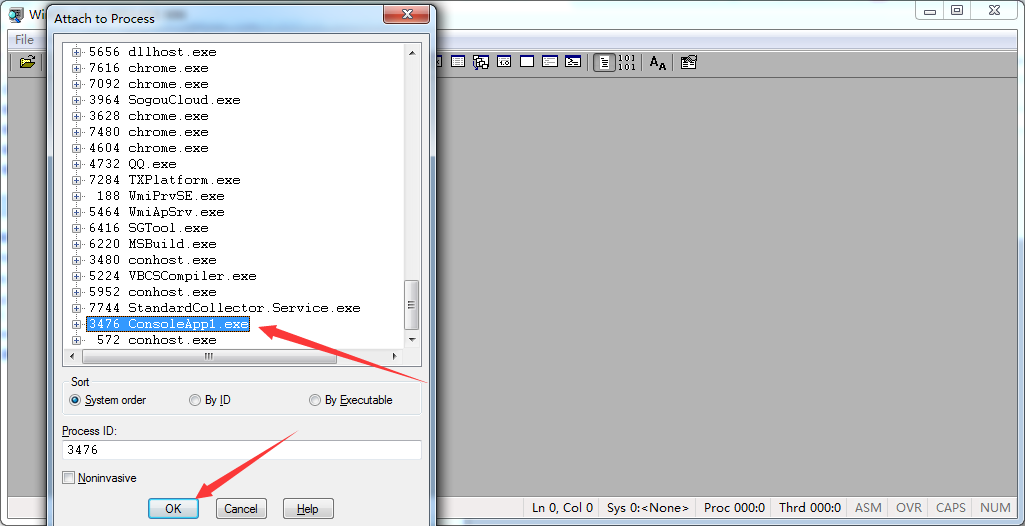 Win
Attach to Process
File
5656 dllhost.exe
7616 chrome.exe
7092 chrome.exe
3964 SogouCloud.exe
3628 chrome.exe
7480 chrome.exe
4604 chrome.exe
4732 QQ.exe
7284 TXPlatform.exe
188 WmiPrvSE.exe
5464 WmiApSrv.exe
6416 SGTool.exe
6220 MSBuild.exe
3480 conhost.exe
5224 VBCSCompiler.exe
5952 conhost.exe
7744 StandardCollector.Service.exe
3476 ConsoleApp1.exe
572 conhost.exe
Sort
System order
By ID
By Executable
Process ID:
3476
Noninvasive
OK
Cancel
Help
Ln 0, Col 0
Sys 0:<None>
Proc 000:0
Thrd 000:0
ASM
OVR
CAPS
NUM